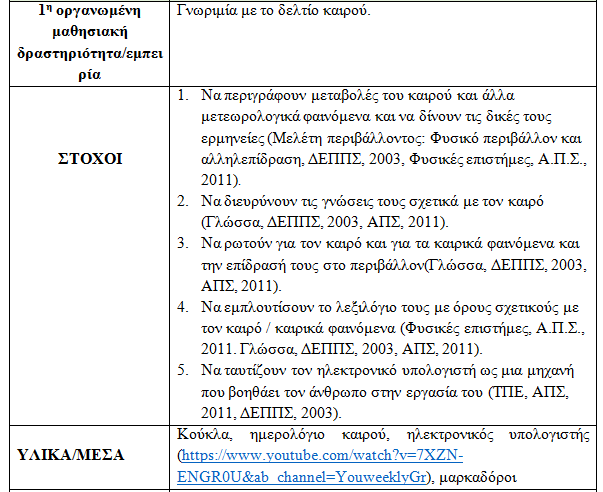 1η οργανωμένη
μαθησιακή
δραστηριότητα/εμπει
ρία
Γνωριμία με το δελτίο καιρού.
ΣΤΟΧΟΙ
1. Να περιγράφουν μεταβολές του καιρού και άλλα
μετεωρολογικά φαινόμενα και να δίνουν τις δικές τους
ερμηνείες (Μελέτη περιβάλλοντος: Φυσικό περιβάλλον και
αλληλεπίδραση, ΔΕΠΠΣ, 2003, Φυσικές επιστήμες, Α.Π.Σ.,
2011).
2. Να διευρύνουν τις γνώσεις τους σχετικά με τον καιρό
(Γλώσσα, ΔΕΠΠΣ, 2003, ΑΠΣ, 2011).
3. Να ρωτούν για τον καιρό και για τα καιρικά φαινόμενα και
την επίδρασή τους στο περιβάλλον(Γλώσσα, ΔΕΠΠΣ, 2003,
ΑΠΣ, 2011).
4. Να εμπλουτίσουν το λεξιλόγιο τους με όρους σχετικούς με
τον καιρό / καιρικά φαινόμενα (Φυσικές επιστήμες, Α.Π.Σ.,
2011. Γλώσσα, ΔΕΠΠΣ, 2003, ΑΠΣ, 2011).
5. Να ταυτίζουν τον ηλεκτρονικό υπολογιστή ως μια μηχανή
που βοηθάει τον άνθρωπο στην εργασία του (ΤΠΕ, ΑΠΣ,
2011, ΔΕΠΠΣ, 2003).
ΥΛΙΚΑ/ΜΕΣΑ
Κούκλα, ημερολόγιο καιρού, ηλεκτρονικός υπολογιστής
(https://www.youtube.com/watch?v=7XZN-
ENGR0U&ab_channel=YouweeklyGr), μαρκαδόροι